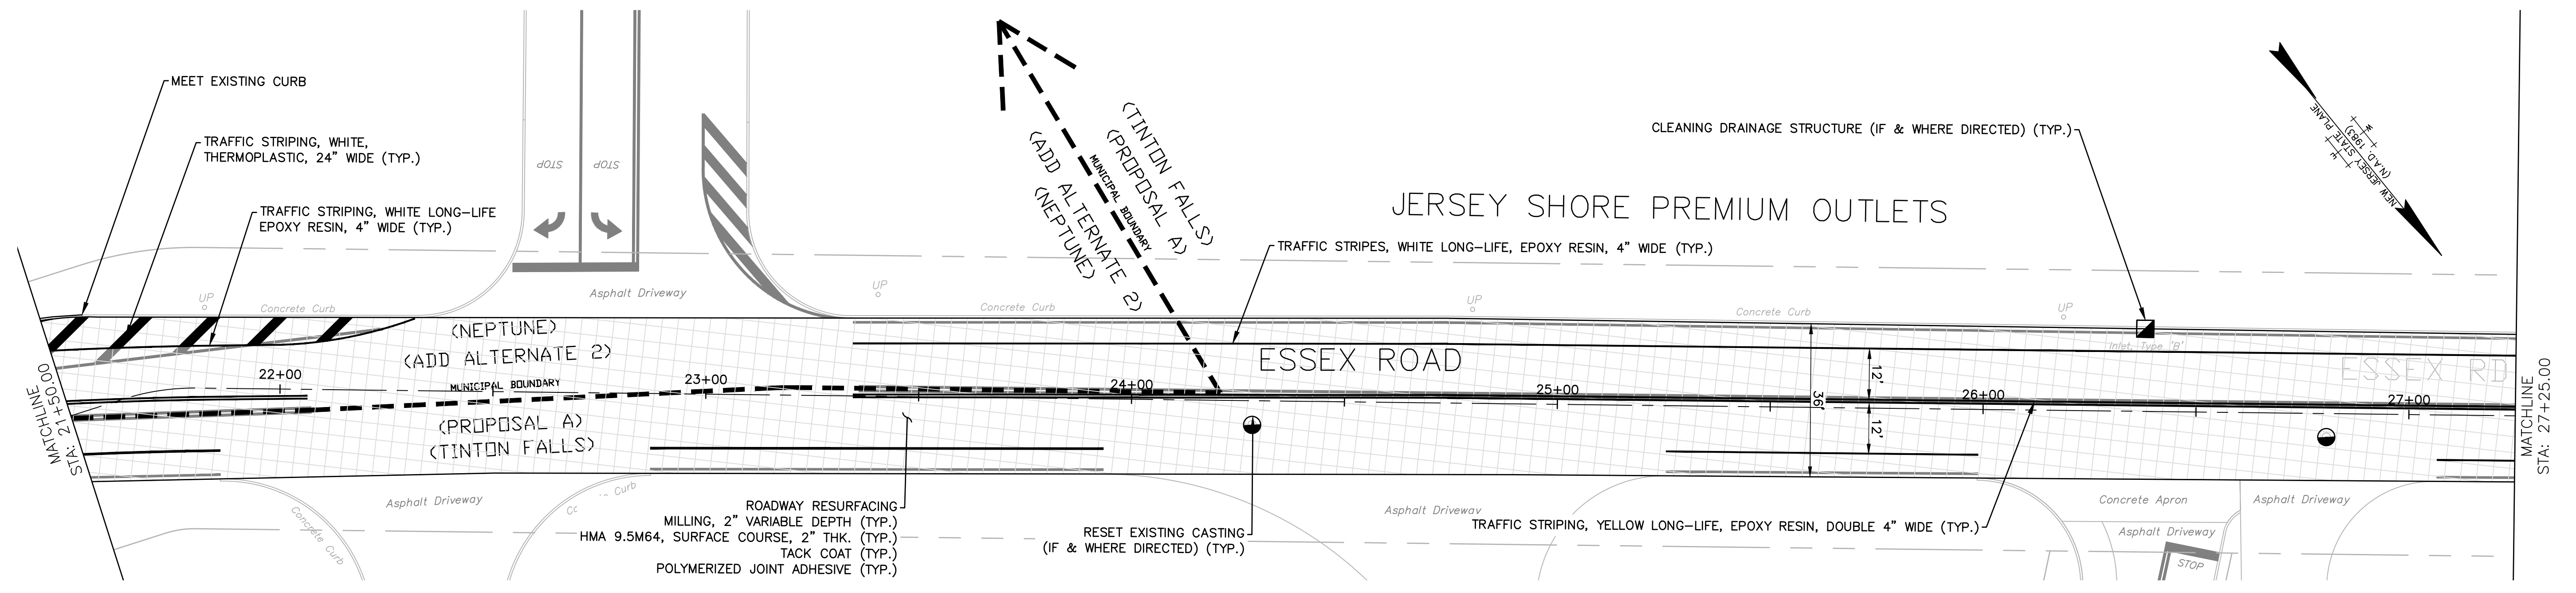 MEET EXISTING CURB
TRAFFIC STRIPING, WHITE,
THERMOPLASTIC, 24" WIDE (TYP.)
TRAFFIC STRIPING, WHITE LONG-LIFE
EPOXY RESIN, 4" WIDE (TYP.)
STOP
STOP
(TINTON FALLS)
(PROPOSAL A)
MUNICIPAL BOUNDARY
(ADD ALTERNATE 2)
(NEPTUNE)
CLEANING DRAINAGE STRUCTURE (IF & WHERE DIRECTED) (TYP.)
JERSEY SHORE PREMIUM OUTLETS
TRAFFIC STRIPES, WHITE LONG-LIFE, EPOXY RESIN, 4" WIDE (TYP.)
NEW JERSEY STATE PLANE
(N.A.D. 1983)
UP
Concrete Curb
Asphalt Driveway
UP
Concrete Curb
UP
Concrete Curb
UP
Inlet, Type 'B'
(NEPTUNE)
(ADD ALTERNATE 2)
MUNICIPAL BOUNDARY
ESSEX ROAD
ESSEX RD
22+00
23+00
24+00
25+00
26+00
27+00
12'
36'
12'
MATCHLINE
STA: 21+50.00
MATCHLINE
STA: 27+25.00
(PROPOSAL A)
(TINTON FALLS)
Asphalt Driveway
Concrete Curb
Curb
ROADWAY RESURFACING
MILLING, 2" VARIABLE DEPTH (TYP.)
HMA 9.5M64, SURFACE COURSE, 2" THK. (TYP.)
TACK COAT (TYP.)
POLYMERIZED JOINT ADHESIVE (TYP.)
RESET EXISTING CASTING
(IF & WHERE DIRECTED) (TYP.)
Asphalt Driveway
TRAFFIC STRIPING, YELLOW LONG-LIFE, EPOXY RESIN, DOUBLE 4" WIDE (TYP.)
Concrete Apron
Asphalt Driveway
Asphalt Driveway
STOP